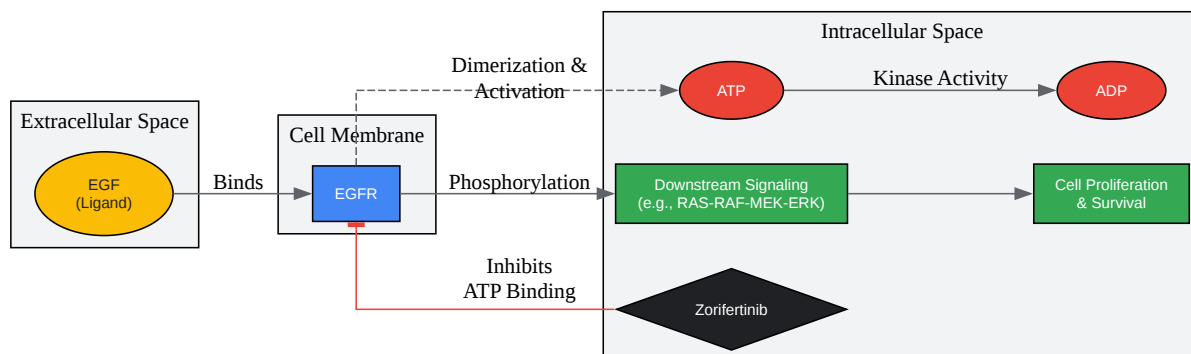 Intracellular Space
Dimerization &
Activation
ATP
Kinase Activity
ADP
Extracellular Space
EGF
(Ligand)
Binds
Cell Membrane
EGFR
Phosphorylation
Downstream Signaling
(e.g., RAS-RAF-MEK-ERK)
Cell Proliferation
& Survival
Inhibits
ATP Binding
Zorifertinib